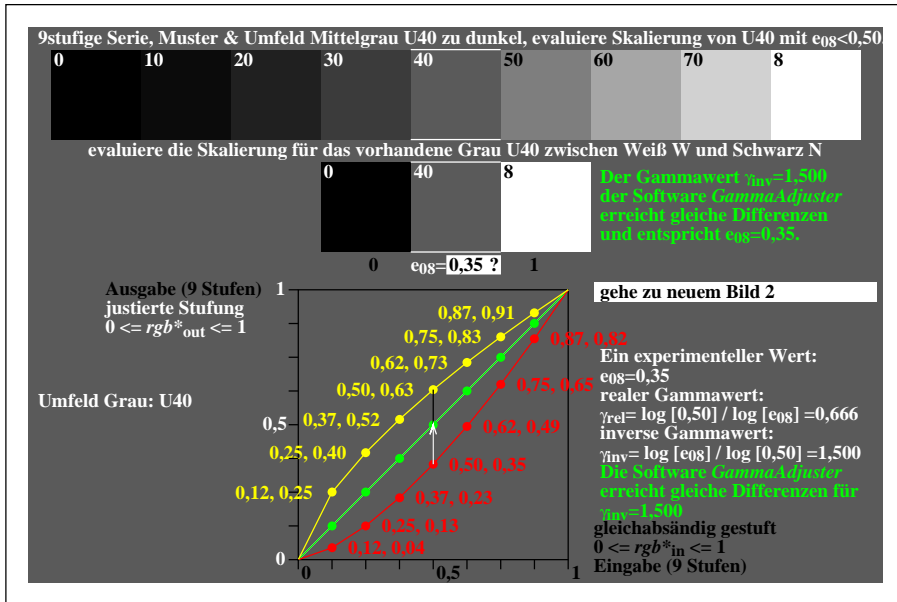 9stufige Serie, Muster & Umfeld Mittelgrau U40 zu dunkel, evaluiere Skalierung von U40 mit e08<0,50.
0 10 20 30 40 50 60 70 8
evaluiere die Skalierung für das vorhandene Grau U40 zwischen Weiß W und Schwarz N
0 40 8
Der Gammawert γinv=1,500
der Software GammaAdjuster
erreicht gleiche Differenzen
und entspricht e08=0,35.
0 e08=0,35 ? 1
Ausgabe (9 Stufen)
justierte Stufung
0 <= rgb*out <= 1
Umfeld Grau: U40
1
0,5
0
0,87, 0,91
0,75, 0,83
0,62, 0,73
0,50, 0,63
0,37, 0,52
0,25, 0,40
0,12, 0,25
0,87, 0,82
0,75, 0,65
0,62, 0,49
0,50, 0,35
0,37, 0,23
0,25, 0,13
0,12, 0,04
0 0,5 1
gehe zu neuem Bild 2
Ein experimenteller Wert:
e08=0,35
realer Gammawert:
γrel= log [0,50] / log [e08] =0,666
inverse Gammawert:
γinv= log [e08] / log [0,50] =1,500
Die Software GammaAdjuster
erreicht gleiche Differenzen für
γinv=1,500
gleichabsändig gestuft
0 <= rgb*in <= 1
Eingabe (9 Stufen)